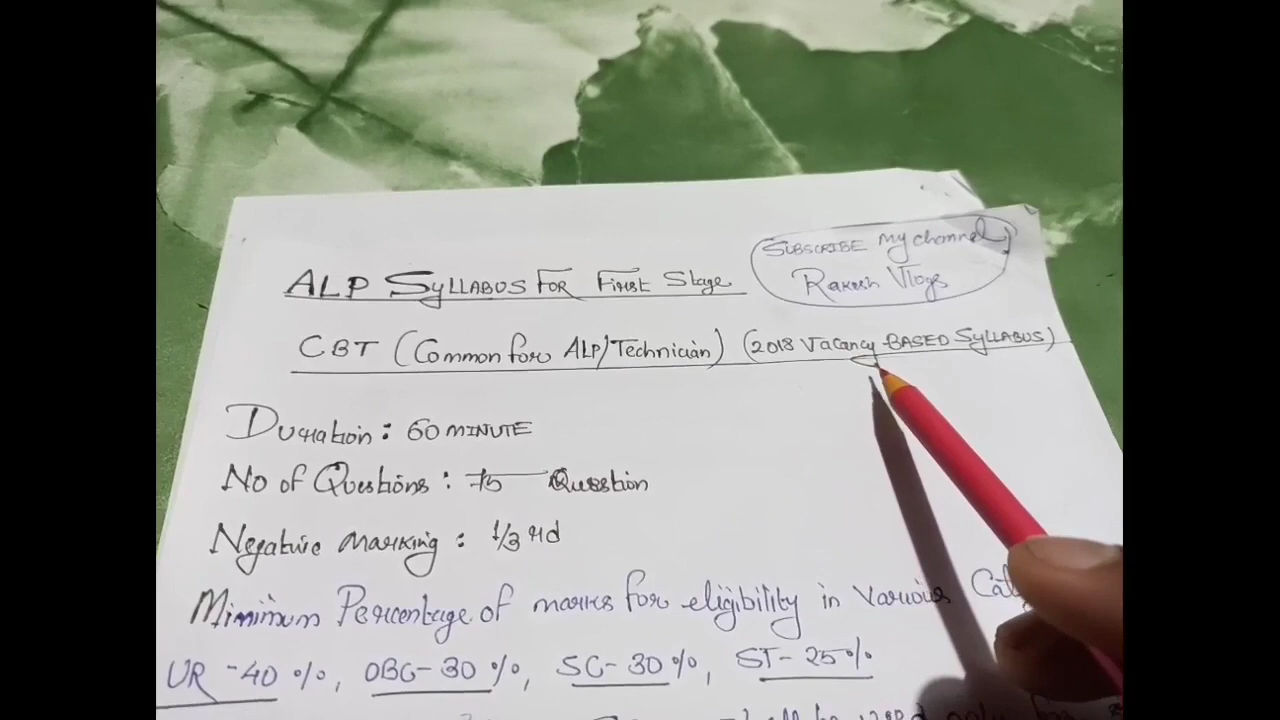 SUBSCRIBE my channel
Rakesh Vlogs
ALP SYLLABUS FOR First Stage
CBT (Common for ALP/Technician) (2018 Vacancy BASED SYLLABUS)
Duration: 60 MINUTE
No of Questions: 75 Question
Negative marking: 1/3 rd
Minimum Percentage of marks for eligibility in various
UR -40%, OBC-30%, SC-30%, ST-25%